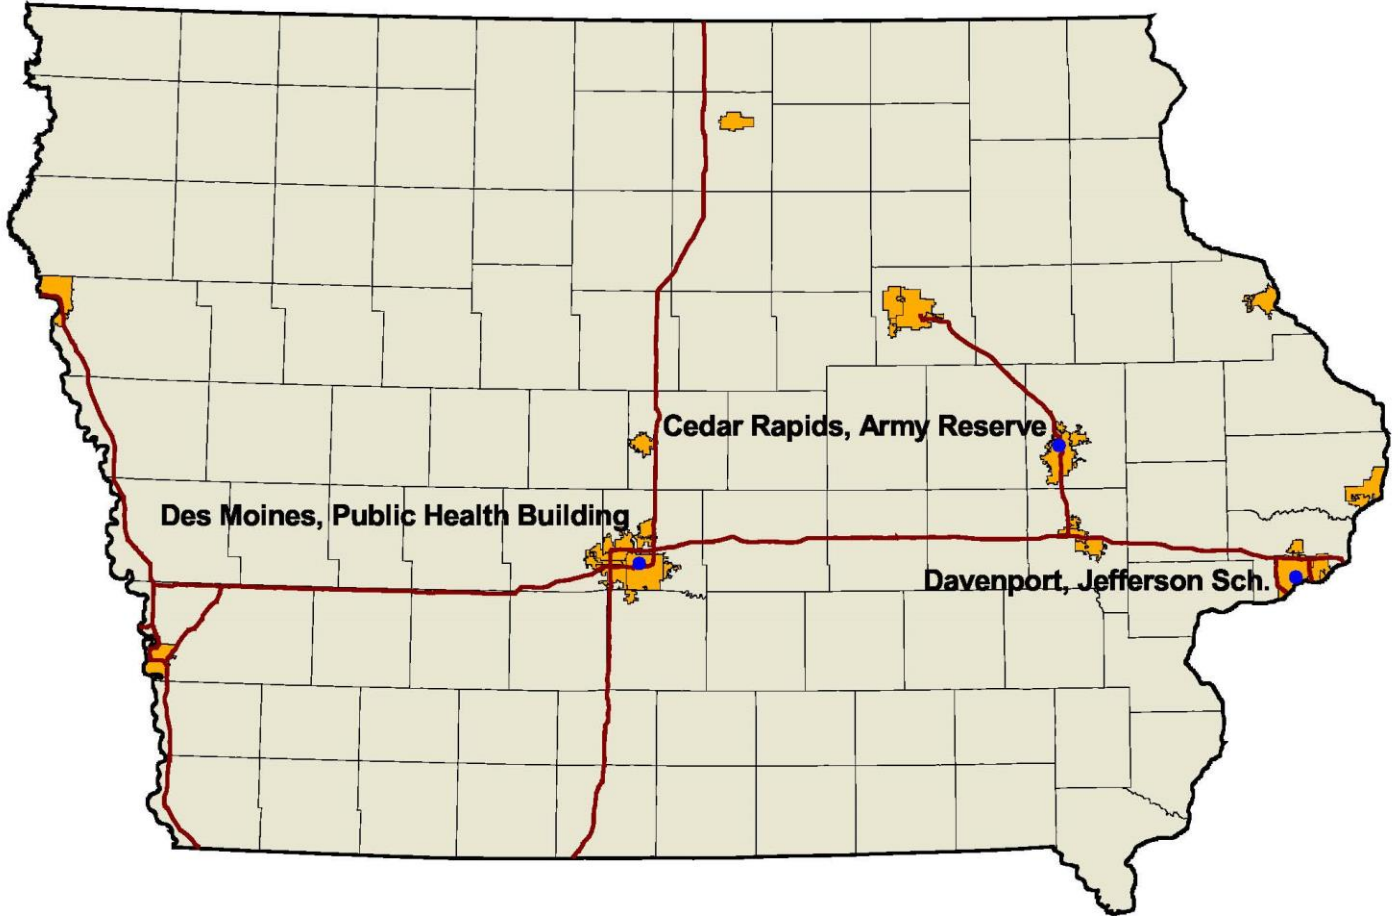 Cedar Rapids, Army Reserve
Des Moines, Public Health Building
Davenport, Jefferson Sch.